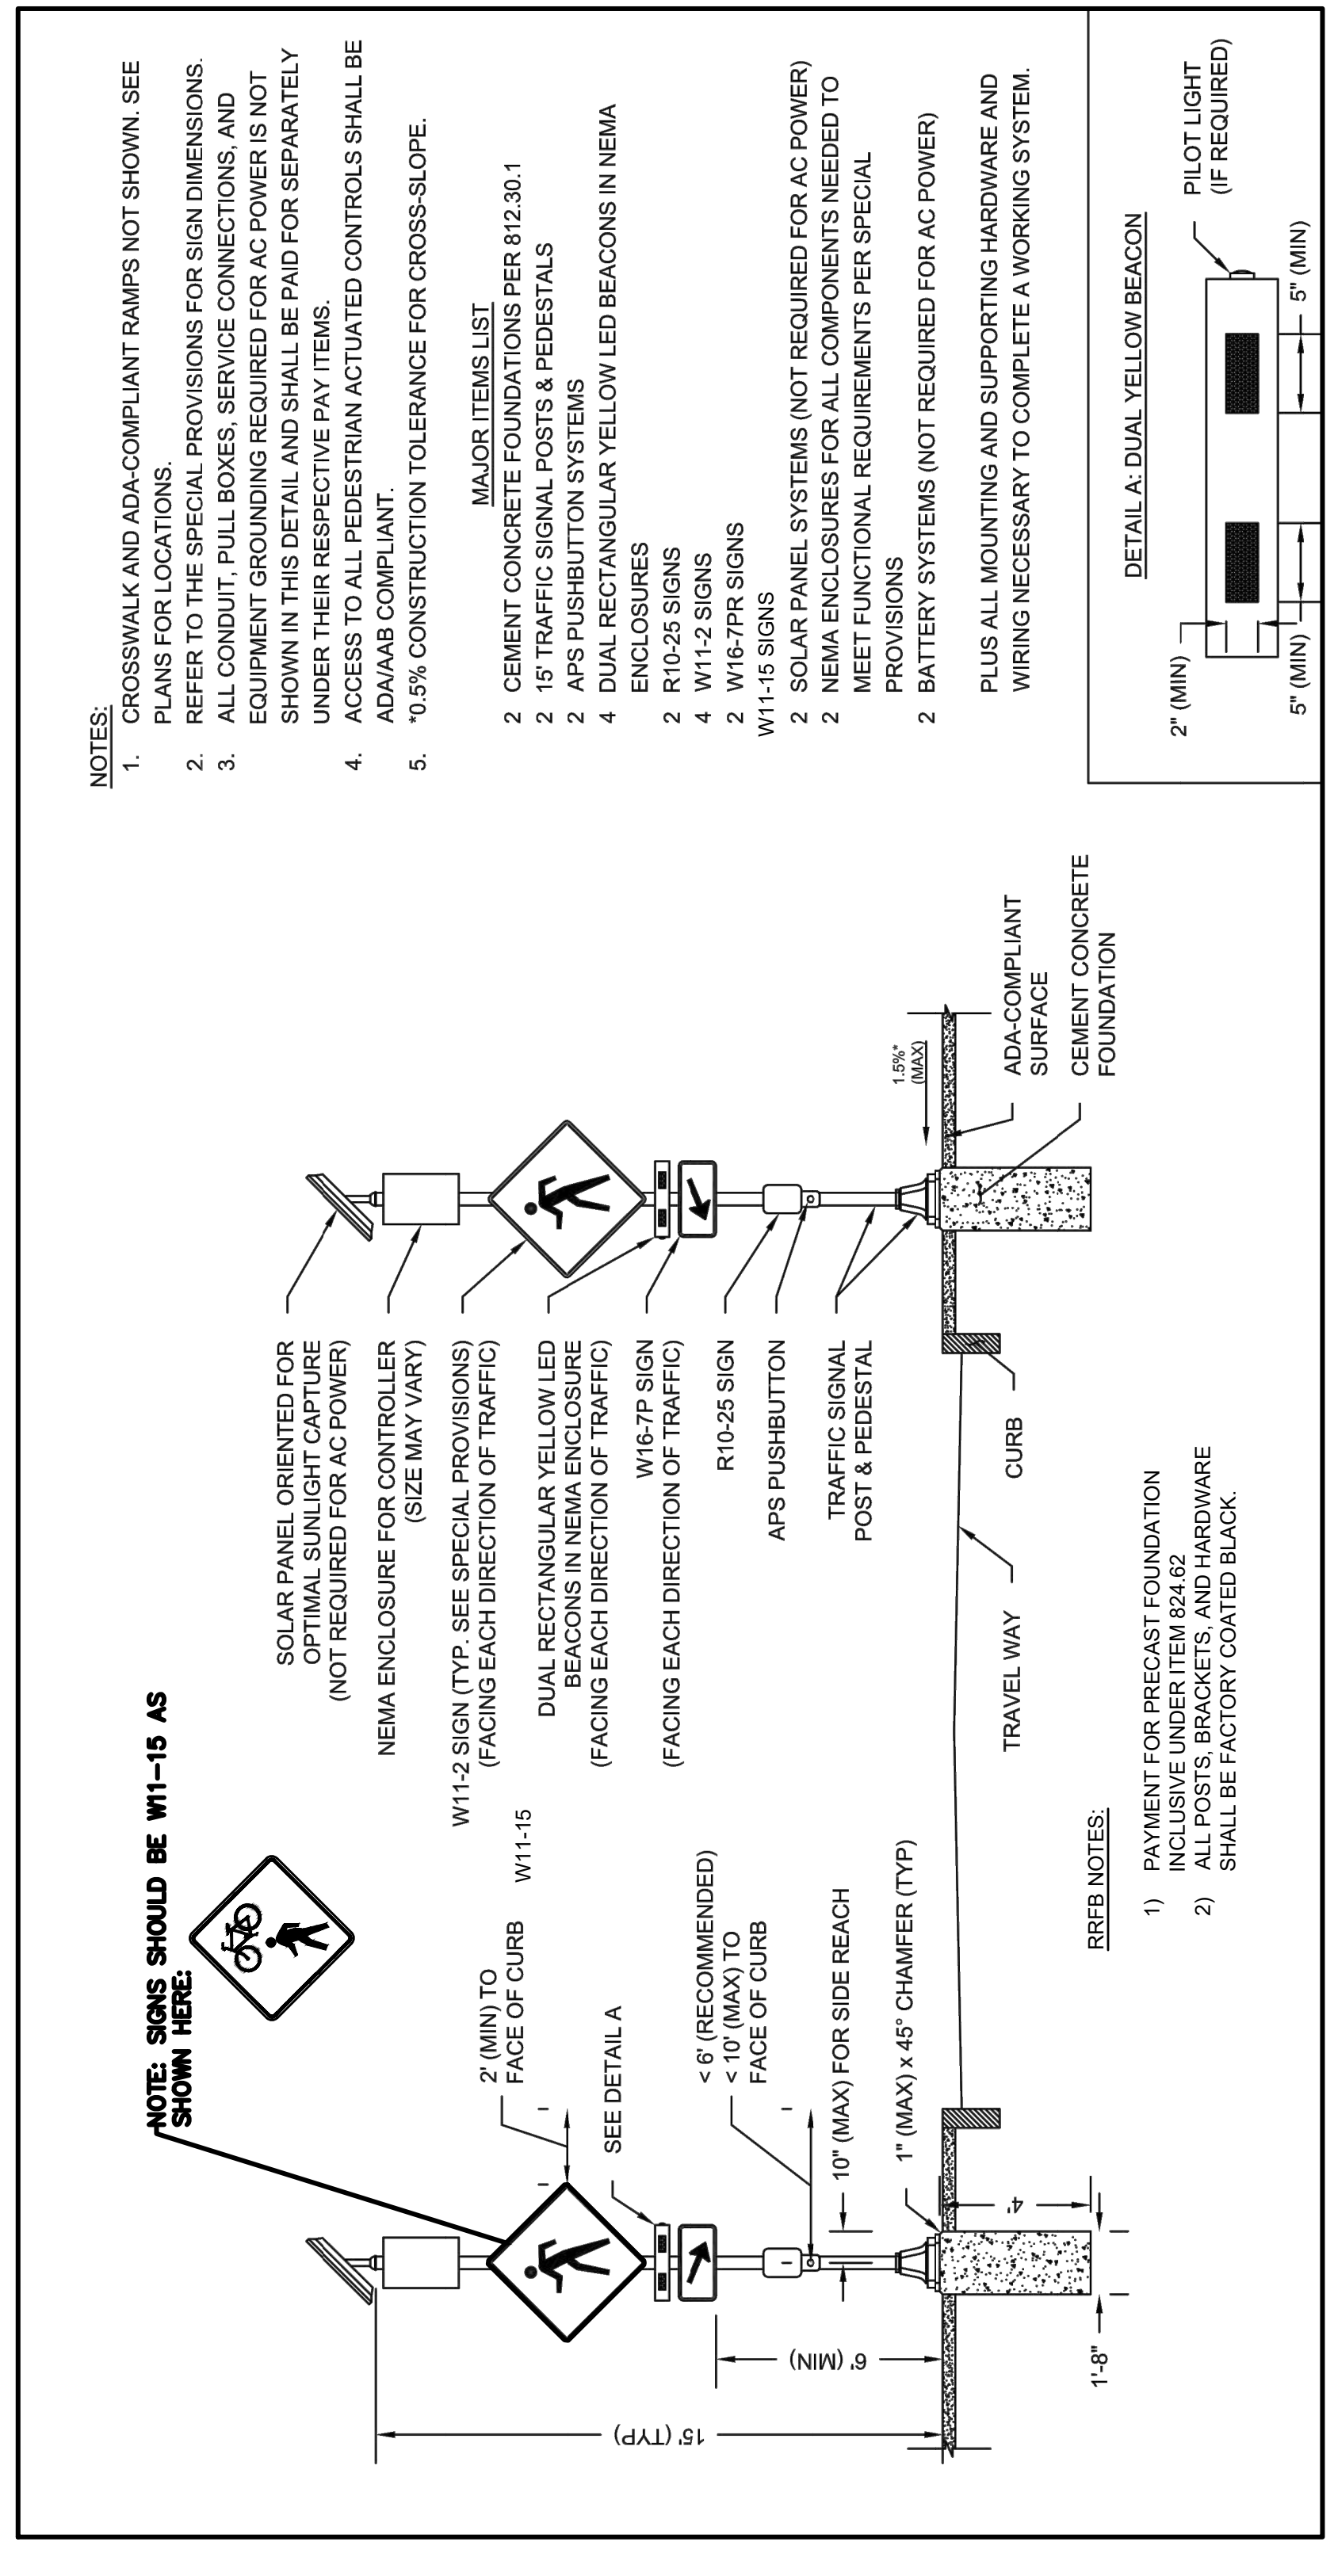 NOTE: SIGNS SHOULD BE W11-15 AS
SHOWN HERE:
SOLAR PANEL ORIENTED FOR
OPTIMAL SUNLIGHT CAPTURE
(NOT REQUIRED FOR AC POWER)
NEMA ENCLOSURE FOR CONTROLLER
(SIZE MAY VARY)
W11-2 SIGN (TYP. SEE SPECIAL PROVISIONS)
(FACING EACH DIRECTION OF TRAFFIC)
W11-15
DUAL RECTANGULAR YELLOW LED
BEACONS IN NEMA ENCLOSURE
(FACING EACH DIRECTION OF TRAFFIC)
W16-7P SIGN
(FACING EACH DIRECTION OF TRAFFIC)
R10-25 SIGN
APS PUSHBUTTON
TRAFFIC SIGNAL
POST & PEDESTAL
2' (MIN) TO
FACE OF CURB
SEE DETAIL A
< 6' (RECOMMENDED)
< 10' (MAX) TO
FACE OF CURB
10" (MAX) FOR SIDE REACH
1" (MAX) x 45° CHAMFER (TYP)
15' (TYP)
6' (MIN)
4'
1'-8"
TRAVEL WAY
CURB
1.5%*
(MAX)
ADA-COMPLIANT
SURFACE
CEMENT CONCRETE
FOUNDATION
RRFB NOTES:
1) PAYMENT FOR PRECAST FOUNDATION
INCLUSIVE UNDER ITEM 824.62
2) ALL POSTS, BRACKETS, AND HARDWARE
SHALL BE FACTORY COATED BLACK.
NOTES:
1. CROSSWALK AND ADA-COMPLIANT RAMPS NOT SHOWN. SEE
PLANS FOR LOCATIONS.
2. REFER TO THE SPECIAL PROVISIONS FOR SIGN DIMENSIONS.
3. ALL CONDUIT, PULL BOXES, SERVICE CONNECTIONS, AND
EQUIPMENT GROUNDING REQUIRED FOR AC POWER IS NOT
SHOWN IN THIS DETAIL AND SHALL BE PAID FOR SEPARATELY
UNDER THEIR RESPECTIVE PAY ITEMS.
4. ACCESS TO ALL PEDESTRIAN ACTUATED CONTROLS SHALL BE
ADA/AAB COMPLIANT.
5. *0.5% CONSTRUCTION TOLERANCE FOR CROSS-SLOPE.
MAJOR ITEMS LIST
2 CEMENT CONCRETE FOUNDATIONS PER 812.30.1
2 15' TRAFFIC SIGNAL POSTS & PEDESTALS
2 APS PUSHBUTTON SYSTEMS
4 DUAL RECTANGULAR YELLOW LED BEACONS IN NEMA
ENCLOSURES
2 R10-25 SIGNS
4 W11-2 SIGNS
2 W16-7PR SIGNS
W11-15 SIGNS
2 SOLAR PANEL SYSTEMS (NOT REQUIRED FOR AC POWER)
2 NEMA ENCLOSURES FOR ALL COMPONENTS NEEDED TO
MEET FUNCTIONAL REQUIREMENTS PER SPECIAL
PROVISIONS
2 BATTERY SYSTEMS (NOT REQUIRED FOR AC POWER)
PLUS ALL MOUNTING AND SUPPORTING HARDWARE AND
WIRING NECESSARY TO COMPLETE A WORKING SYSTEM.
DETAIL A: DUAL YELLOW BEACON
PILOT LIGHT
(IF REQUIRED)
2" (MIN)
5" (MIN)
5" (MIN)